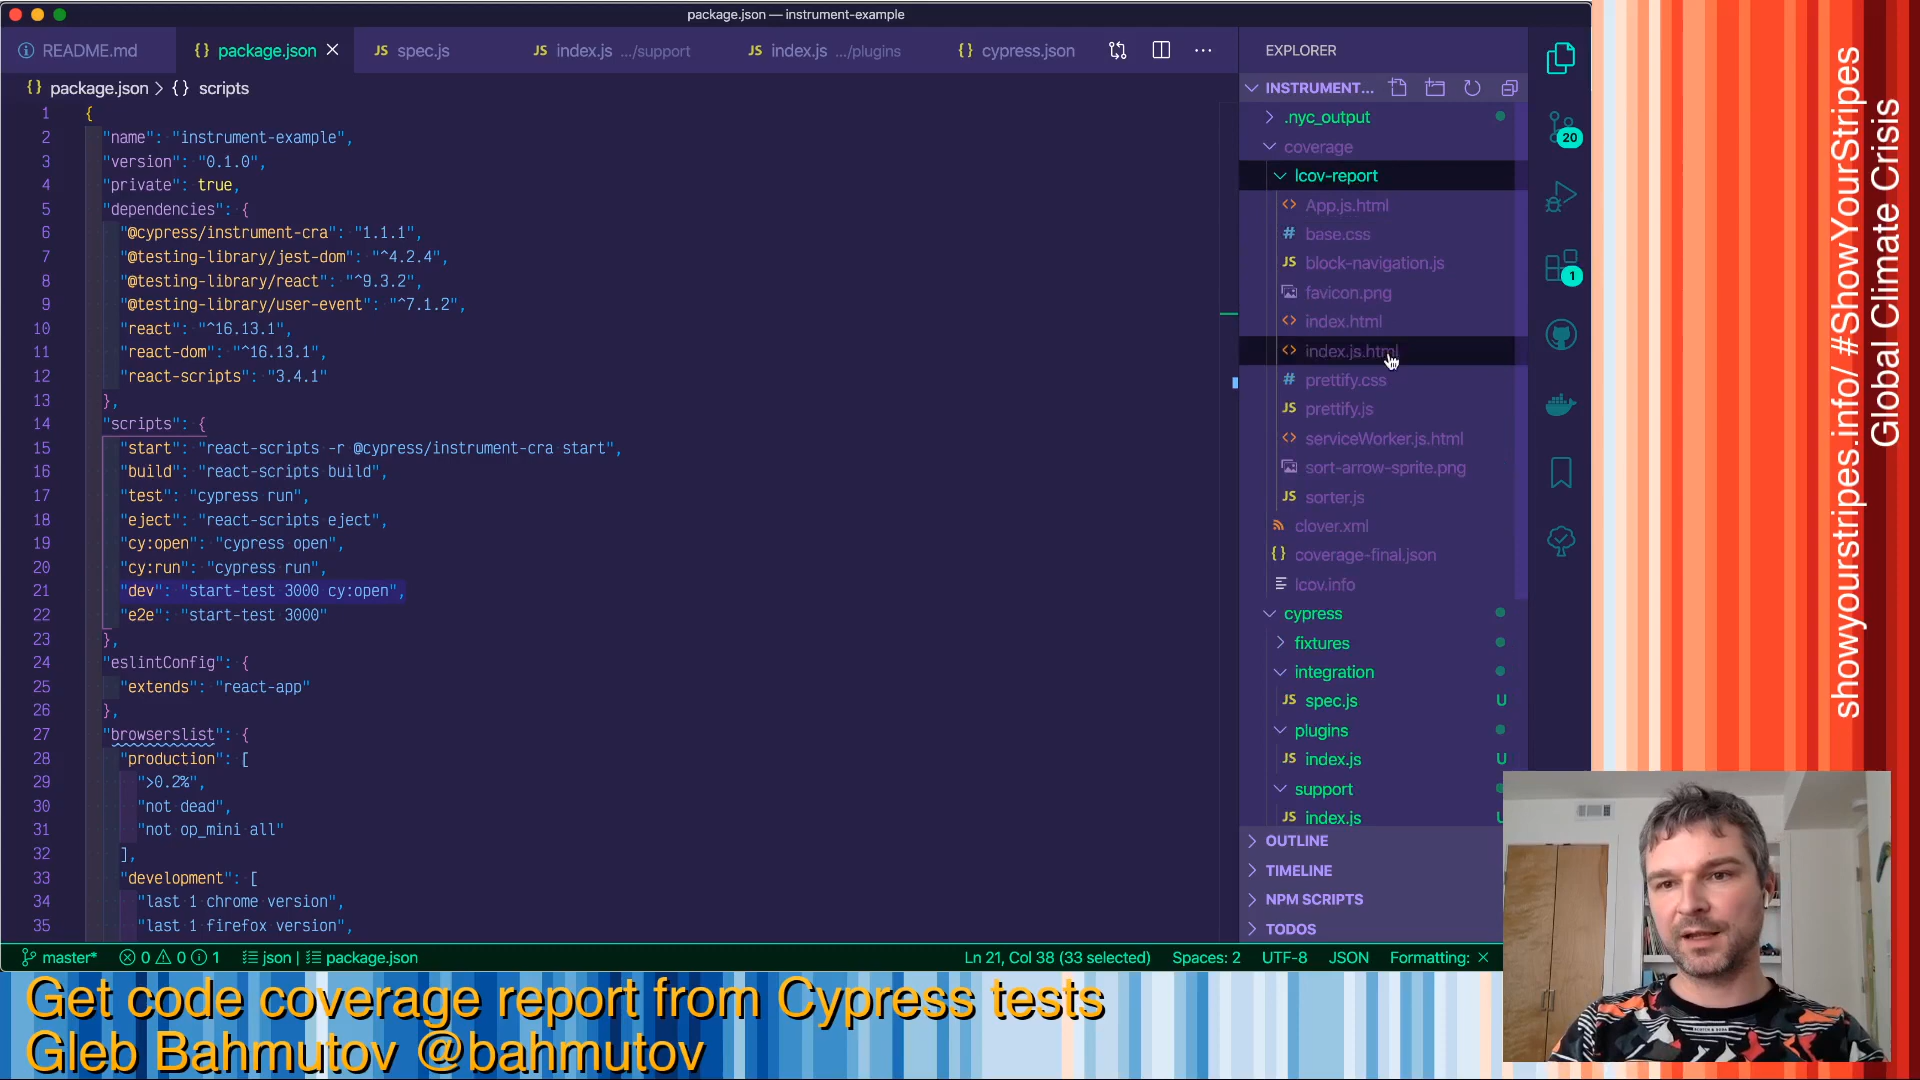 package.json — instrument-example
README.md
{} package.json ×
JS spec.js
JS index.js .../support
JS index.js .../plugins
{} cypress.json
···
{} package.json > {} scripts
1 {
2 "name": "instrument-example",
3 "version": "0.1.0",
4 "private": true,
5 "dependencies": {
6 "@cypress/instrument-cra": "1.1.1",
7 "@testing-library/jest-dom": "^4.2.4",
8 "@testing-library/react": "^9.3.2",
9 "@testing-library/user-event": "^7.1.2",
10 "react": "^16.13.1",
11 "react-dom": "^16.13.1",
12 "react-scripts": "3.4.1"
13 },
14 "scripts": {
15 "start": "react-scripts -r @cypress/instrument-cra start",
16 "build": "react-scripts build",
17 "test": "cypress run",
18 "eject": "react-scripts eject",
19 "cy:open": "cypress open",
20 "cy:run": "cypress run",
21 "dev": "start-test 3000 cy:open",
22 "e2e": "start-test 3000"
23 },
24 "eslintConfig": {
25 "extends": "react-app"
26 },
27 "browserslist": {
28 "production": [
29 ">0.2%",
30 "not dead",
31 "not op_mini all"
32 ],
33 "development": [
34 "last 1 chrome version",
35 "last 1 firefox version",
EXPLORER
INSTRUMENT...
.nyc_output
coverage
lcov-report
<> App.js.html
# base.css
JS block-navigation.js
favicon.png
<> index.html
<> index.js.html
# prettify.css
JS prettify.js
<> serviceWorker.js.html
sort-arrow-sprite.png
JS sorter.js
clover.xml
{} coverage-final.json
lcov.info
cypress
fixtures
integration
JS spec.js U
plugins
JS index.js U
support
JS index.js U
OUTLINE
TIMELINE
NPM SCRIPTS
TODOS
20
1
master* 0 0 1 json | package.json
Ln 21, Col 38 (33 selected) Spaces: 2 UTF-8 JSON Formatting: ×
showyourstripes.info/ #ShowYourStripes
Global Climate Crisis
Get code coverage report from Cypress tests
Gleb Bahmutov @bahmutov